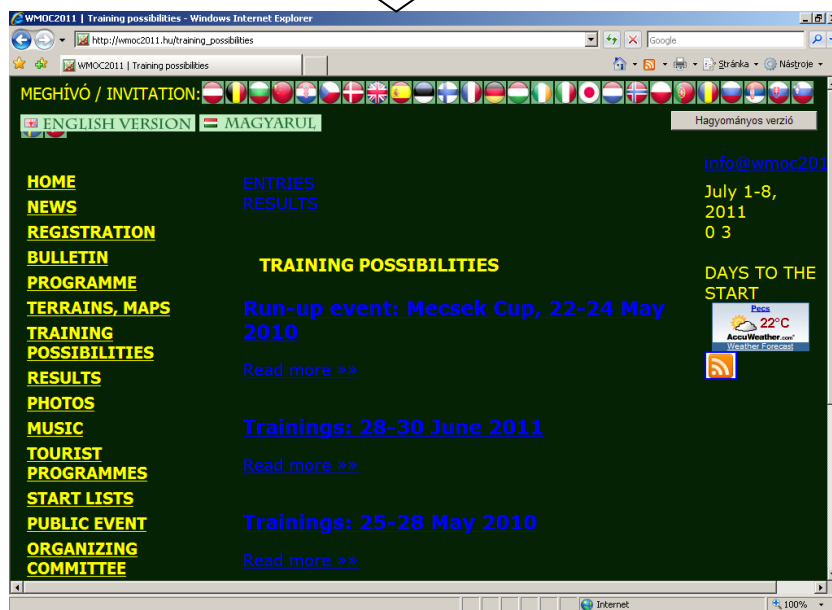 WMOC2011 | Training possibilities - Windows Internet Explorer
http://wmoc2011.hu/training_possibilities
Google
WMOC2011 | Training possibilities
Stránka
Nástroje
MEGHÍVÓ / INVITATION:
ENGLISH VERSION
MAGYARUL
Hagyományos verzió
HOME
NEWS
REGISTRATION
BULLETIN
PROGRAMME
TERRAINS, MAPS
TRAINING
POSSIBILITIES
RESULTS
PHOTOS
MUSIC
TOURIST
PROGRAMMES
START LISTS
PUBLIC EVENT
ORGANIZING
COMMITTEE
ENTRIES
RESULTS
TRAINING POSSIBILITIES
Run-up event: Mecsek Cup, 22-24 May
2010
Read more »»
Trainings: 28-30 June 2011
Read more »»
Trainings: 25-28 May 2010
Read more »»
info@wmoc201
July 1-8,
2011
0 3
DAYS TO THE
START
Pecs
22°C
AccuWeather.com
Weather Forecast
Internet
100%